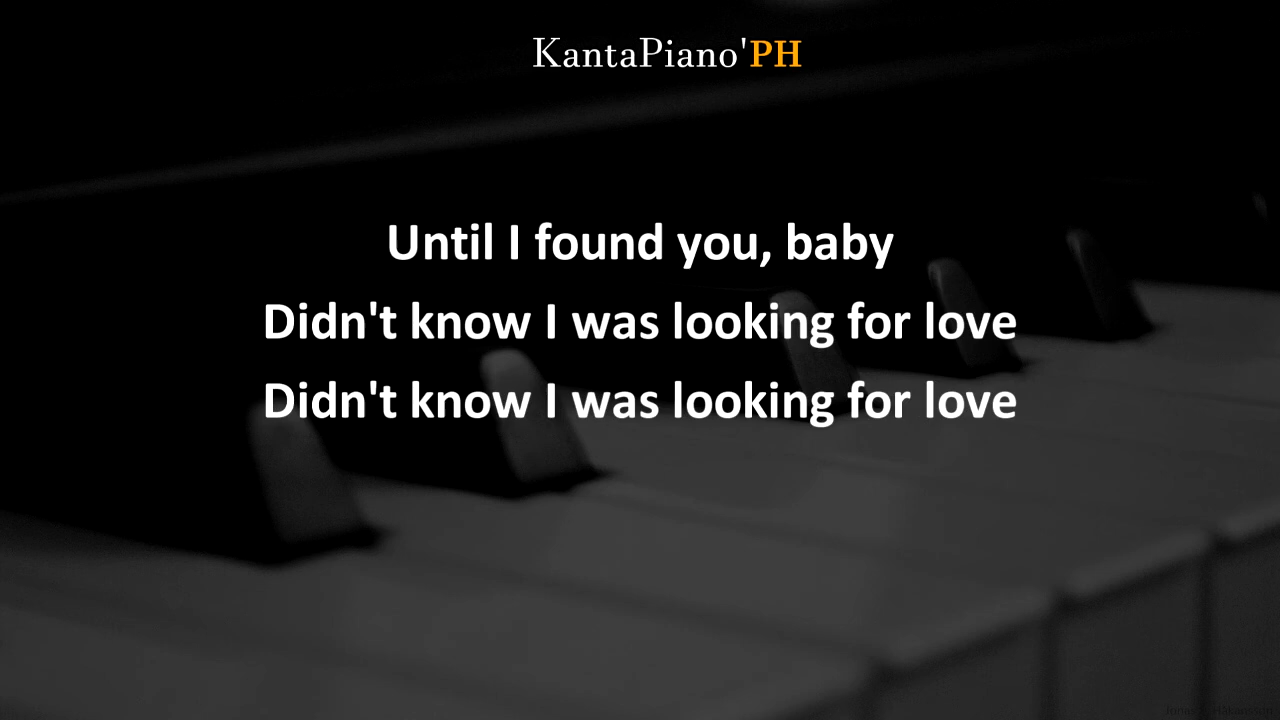 KantaPiano'PH
Until I found you, baby
Didn't know I was looking for love
Didn't know I was looking for love